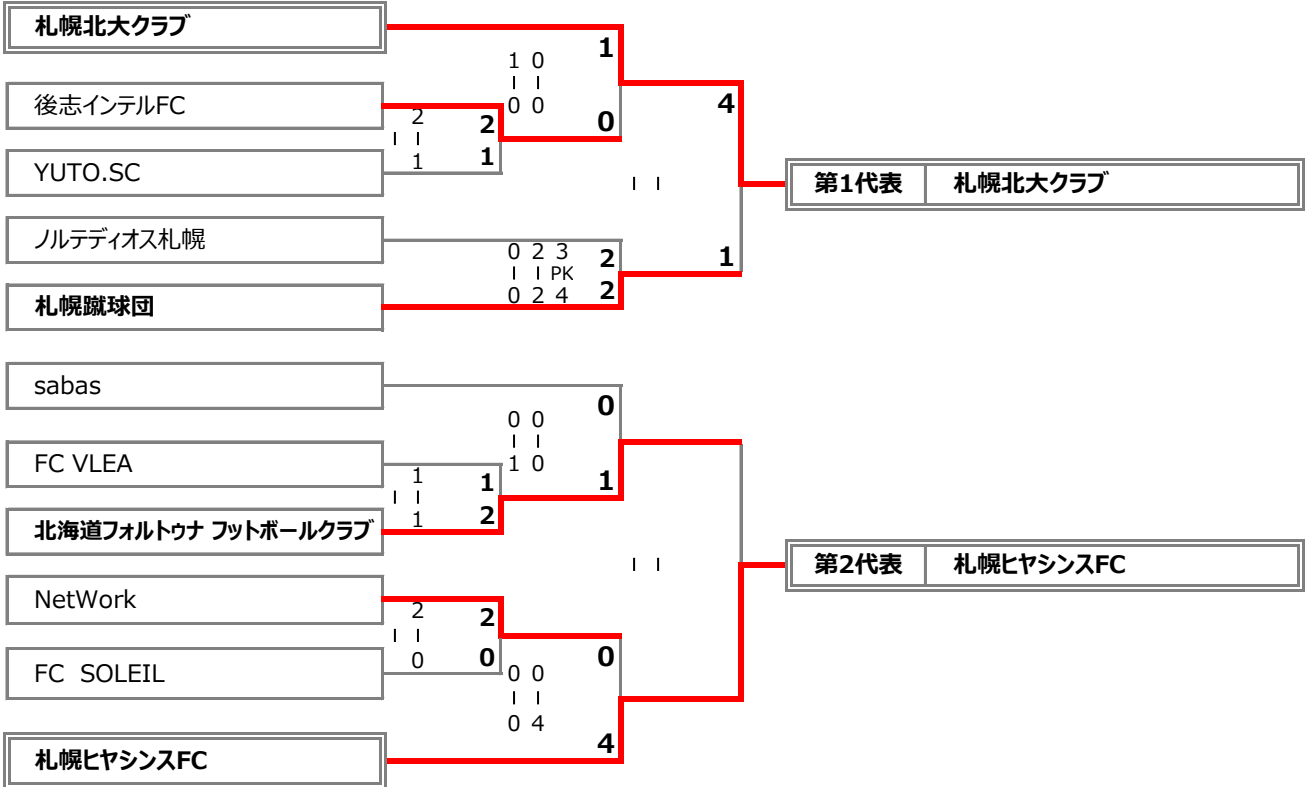 札幌北大クラブ
1
1 0
| |
0 0
後志インテルFC
2
2
0
4
| |
1
1
YUTO.SC
| |
第1代表 札幌北大クラブ
ノルテディオス札幌
0 2 3
| | PK
0 2 4
2
2
1
札幌蹴球団
sabas
0
0 0
| |
1 0
FC VLEA
1
1
1
| |
1
2
北海道フォルトゥナ フットボールクラブ
| |
第2代表 札幌ヒヤシンスFC
NetWork
2
2
| |
0
0
0
FC SOLEIL
0 0
| |
0 4
4
札幌ヒヤシンスFC